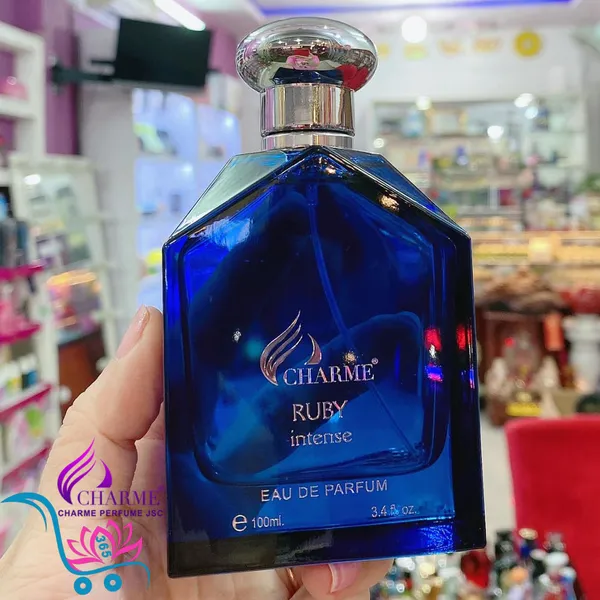 CHARME®
RUBY
intense
EAU DE PARFUM
e 100ml. 3.4 fl. oz.
CHARME®
CHARME PERFUME JSC
365